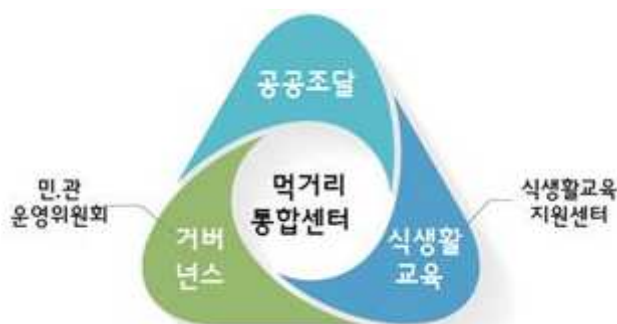 공공조달
민.관
운영위원회
먹거리
통합센터
식생활교육
지원센터
거버
넌스
식생활
교육